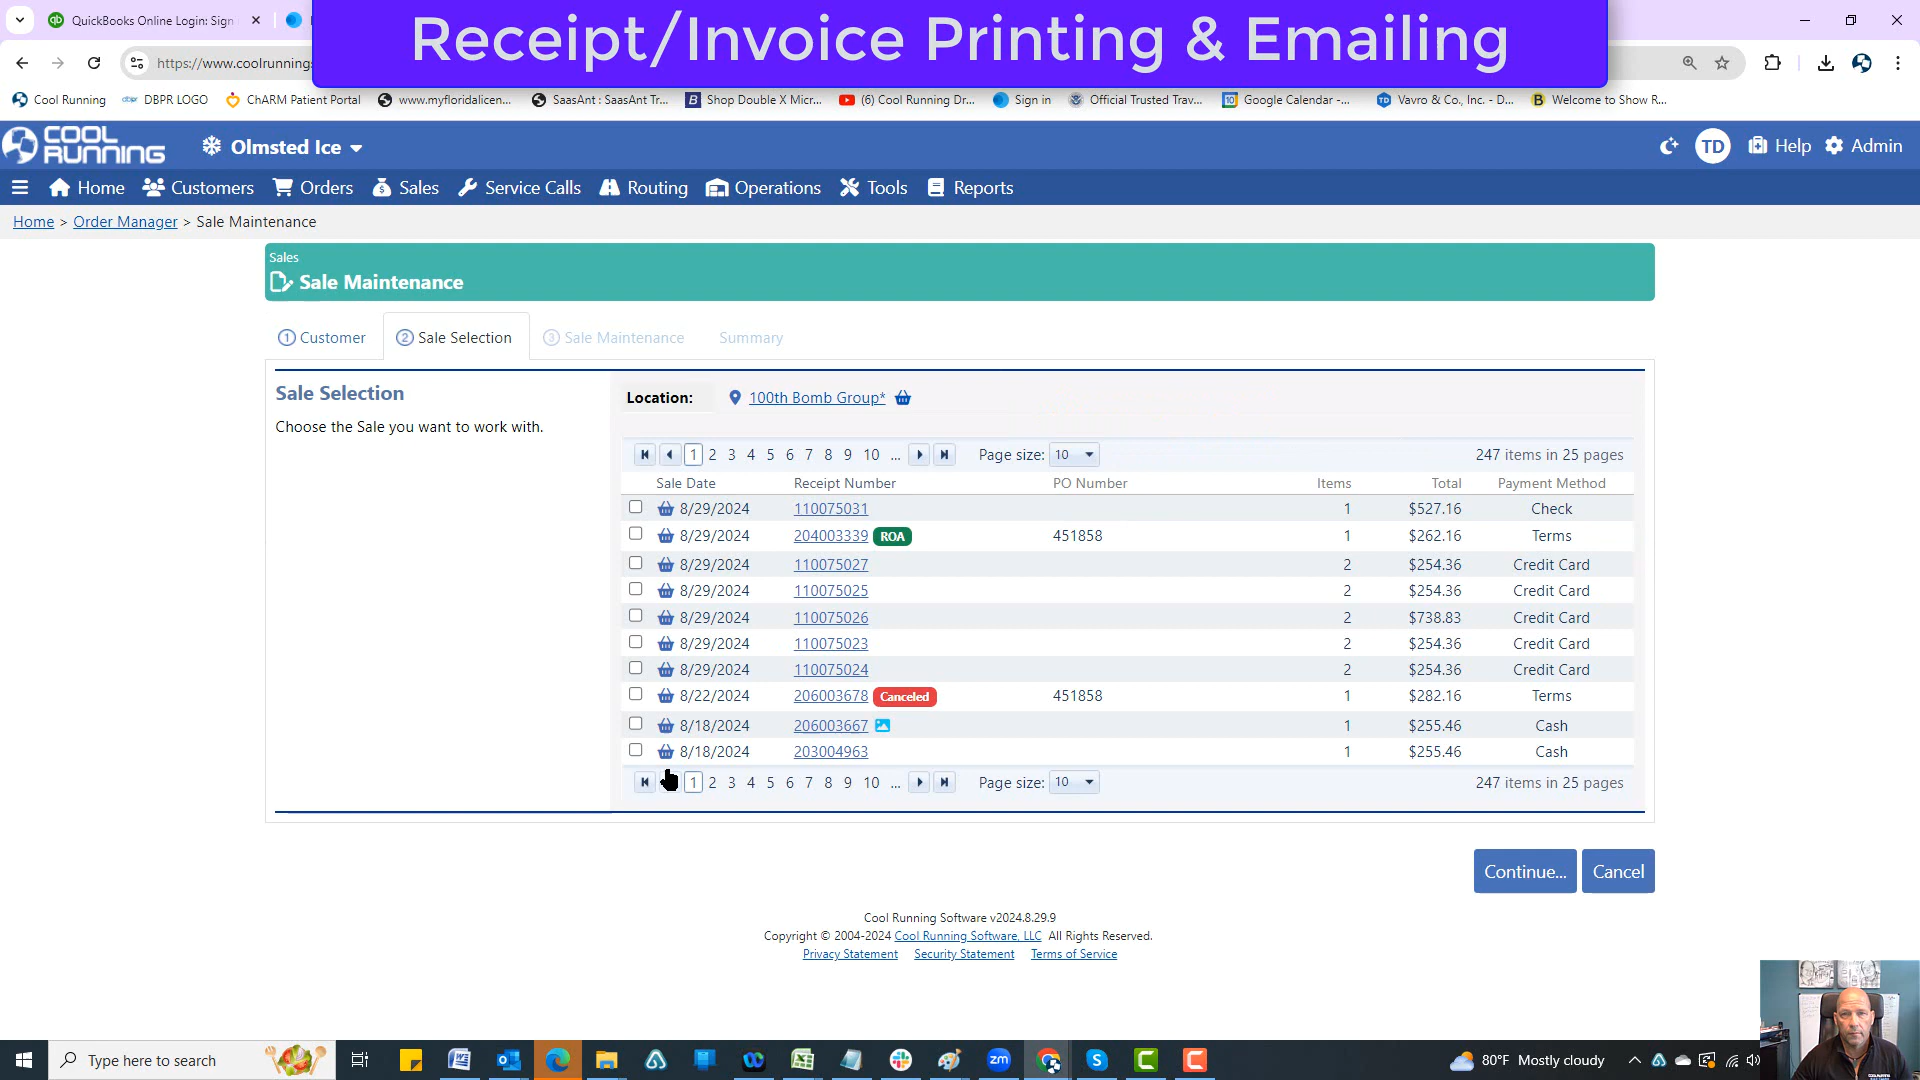 QuickBooks Online Login: Sign
Receipt/Invoice Printing & Emailing
https://www.coolrunnings
Cool Running
DBPR LOGO
ChARM Patient Portal
www.myfloridalicen...
SaasAnt : SaasAnt Tr...
Shop Double X Micr...
(6) Cool Running Dr...
Sign in
Official Trusted Trav...
Google Calendar -...
Vavro & Co., Inc. - D...
Welcome to Show R...
COOL RUNNING
Olmsted Ice
TD Help Admin
Home Customers Orders Sales Service Calls Routing Operations Tools Reports
Home > Order Manager > Sale Maintenance
Sales
Sale Maintenance
1 Customer 2 Sale Selection 3 Sale Maintenance Summary
Sale Selection
Choose the Sale you want to work with.
Location: 100th Bomb Group*
1 2 3 4 5 6 7 8 9 10 ... Page size: 10 247 items in 25 pages
Sale Date Receipt Number PO Number Items Total Payment Method
8/29/2024 110075031 1 $527.16 Check
8/29/2024 204003339 ROA 451858 1 $262.16 Terms
8/29/2024 110075027 2 $254.36 Credit Card
8/29/2024 110075025 2 $254.36 Credit Card
8/29/2024 110075026 2 $738.83 Credit Card
8/29/2024 110075023 2 $254.36 Credit Card
8/29/2024 110075024 2 $254.36 Credit Card
8/22/2024 206003678 Canceled 451858 1 $282.16 Terms
8/18/2024 206003667 1 $255.46 Cash
8/18/2024 203004963 1 $255.46 Cash
1 2 3 4 5 6 7 8 9 10 ... Page size: 10 247 items in 25 pages
Continue... Cancel
Cool Running Software v2024.8.29.9
Copyright © 2004-2024 Cool Running Software, LLC All Rights Reserved.
Privacy Statement Security Statement Terms of Service
Type here to search
80°F Mostly cloudy